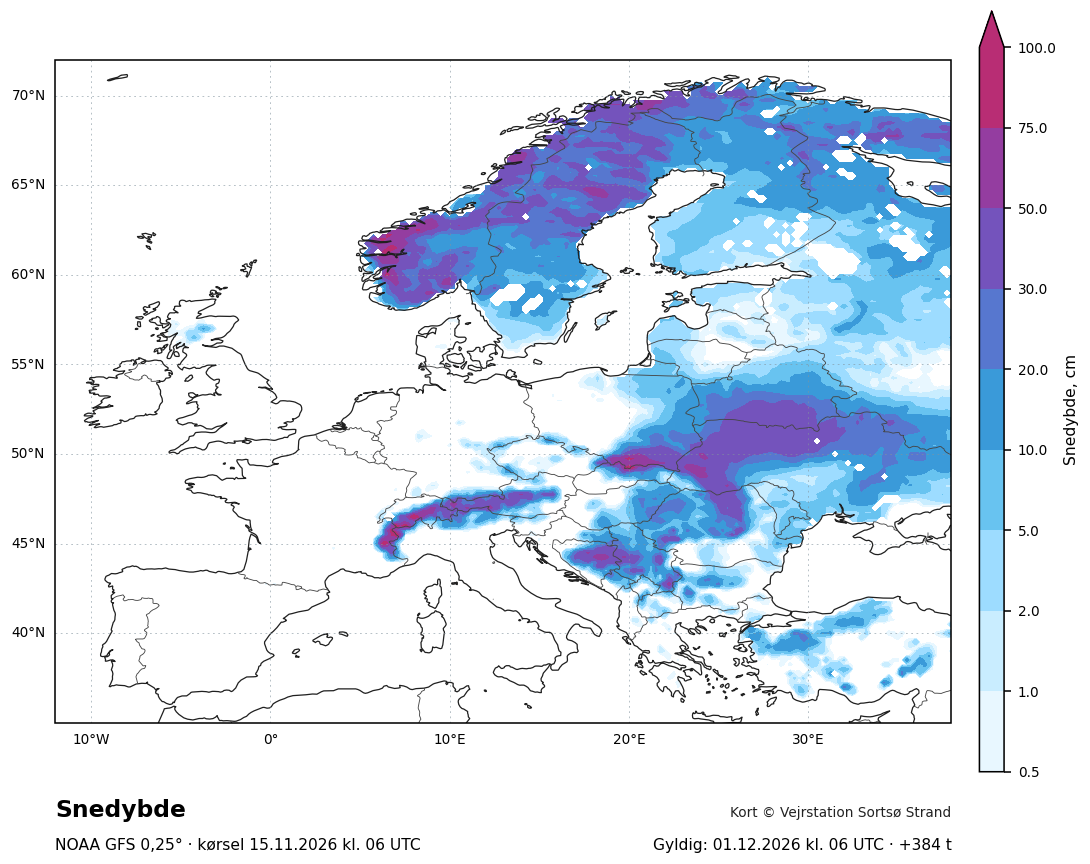 100.0
75.0
50.0
30.0
20.0
10.0
5.0
2.0
1.0
0.5
Snedybde, cm
70°N
65°N
60°N
55°N
50°N
45°N
40°N
10°W
0°
10°E
20°E
30°E
Snedybde
Kort © Vejrstation Sortsø Strand
NOAA GFS 0,25° · kørsel 15.11.2026 kl. 06 UTC
Gyldig: 01.12.2026 kl. 06 UTC · +384 t